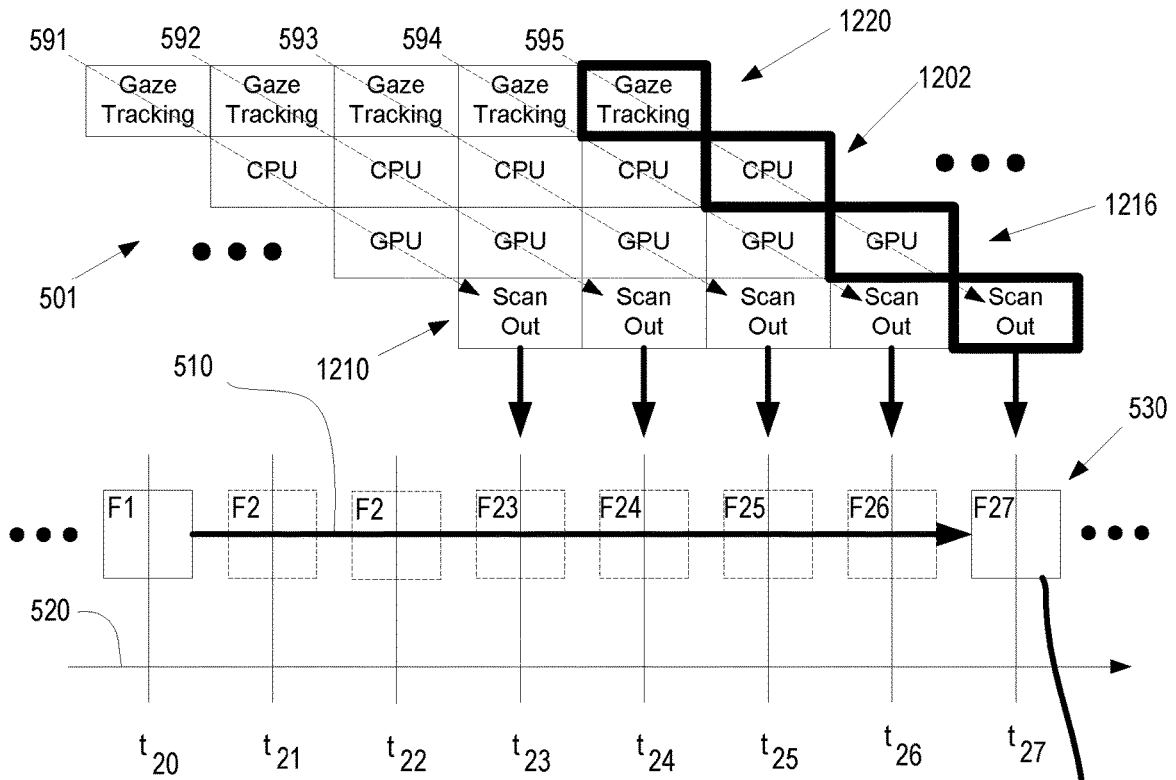 591 592 593 594 595 1220
Gaze Tracking Gaze Tracking Gaze Tracking Gaze Tracking Gaze Tracking
1202
CPU CPU CPU CPU CPU
1216
GPU GPU GPU GPU GPU
501
Scan Out Scan Out Scan Out Scan Out Scan Out
1210
510
530
F1 F2 F2 F23 F24 F25 F26 F27
520
t20 t21 t22 t23 t24 t25 t26 t27